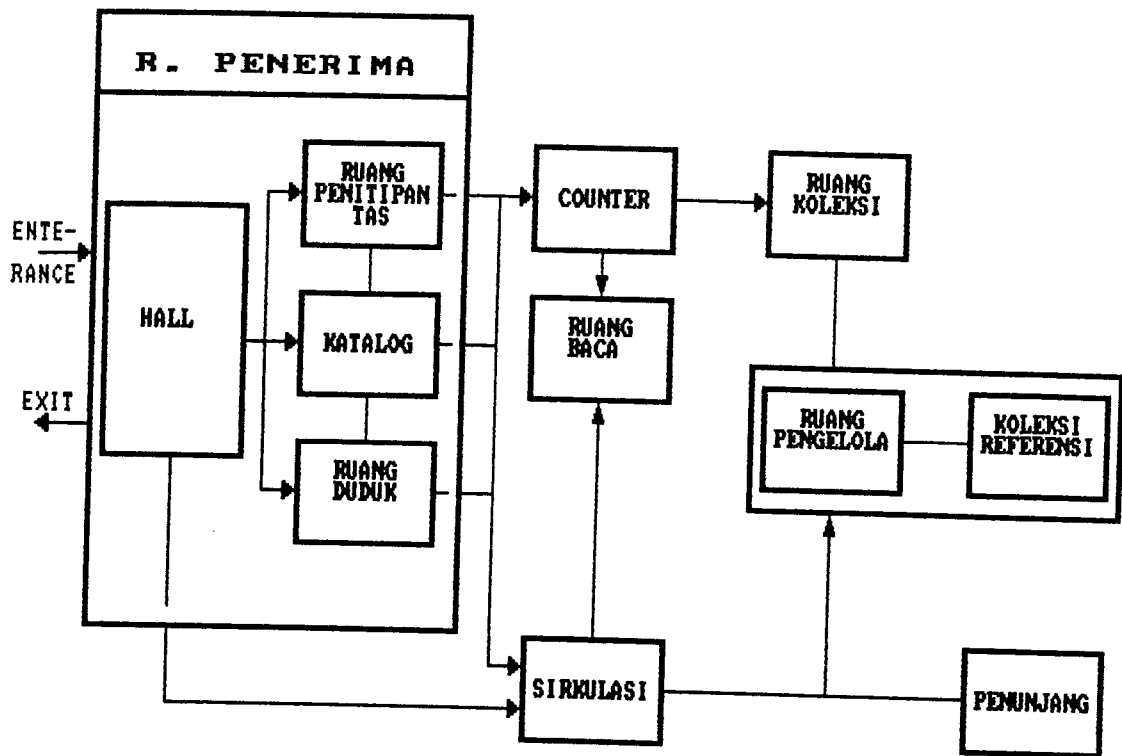 R. PENERIMA
ENTE-
RANCE
EXIT
HALL
RUANG
PENITIPAN
TAS
KATALOG
RUANG
DUDUK
COUNTER
RUANG
BACA
RUANG
KOLEKSI
RUANG
PENGELOLA
KOLEKSI
REFERENSI
SIRKULASI
PENUNJANG